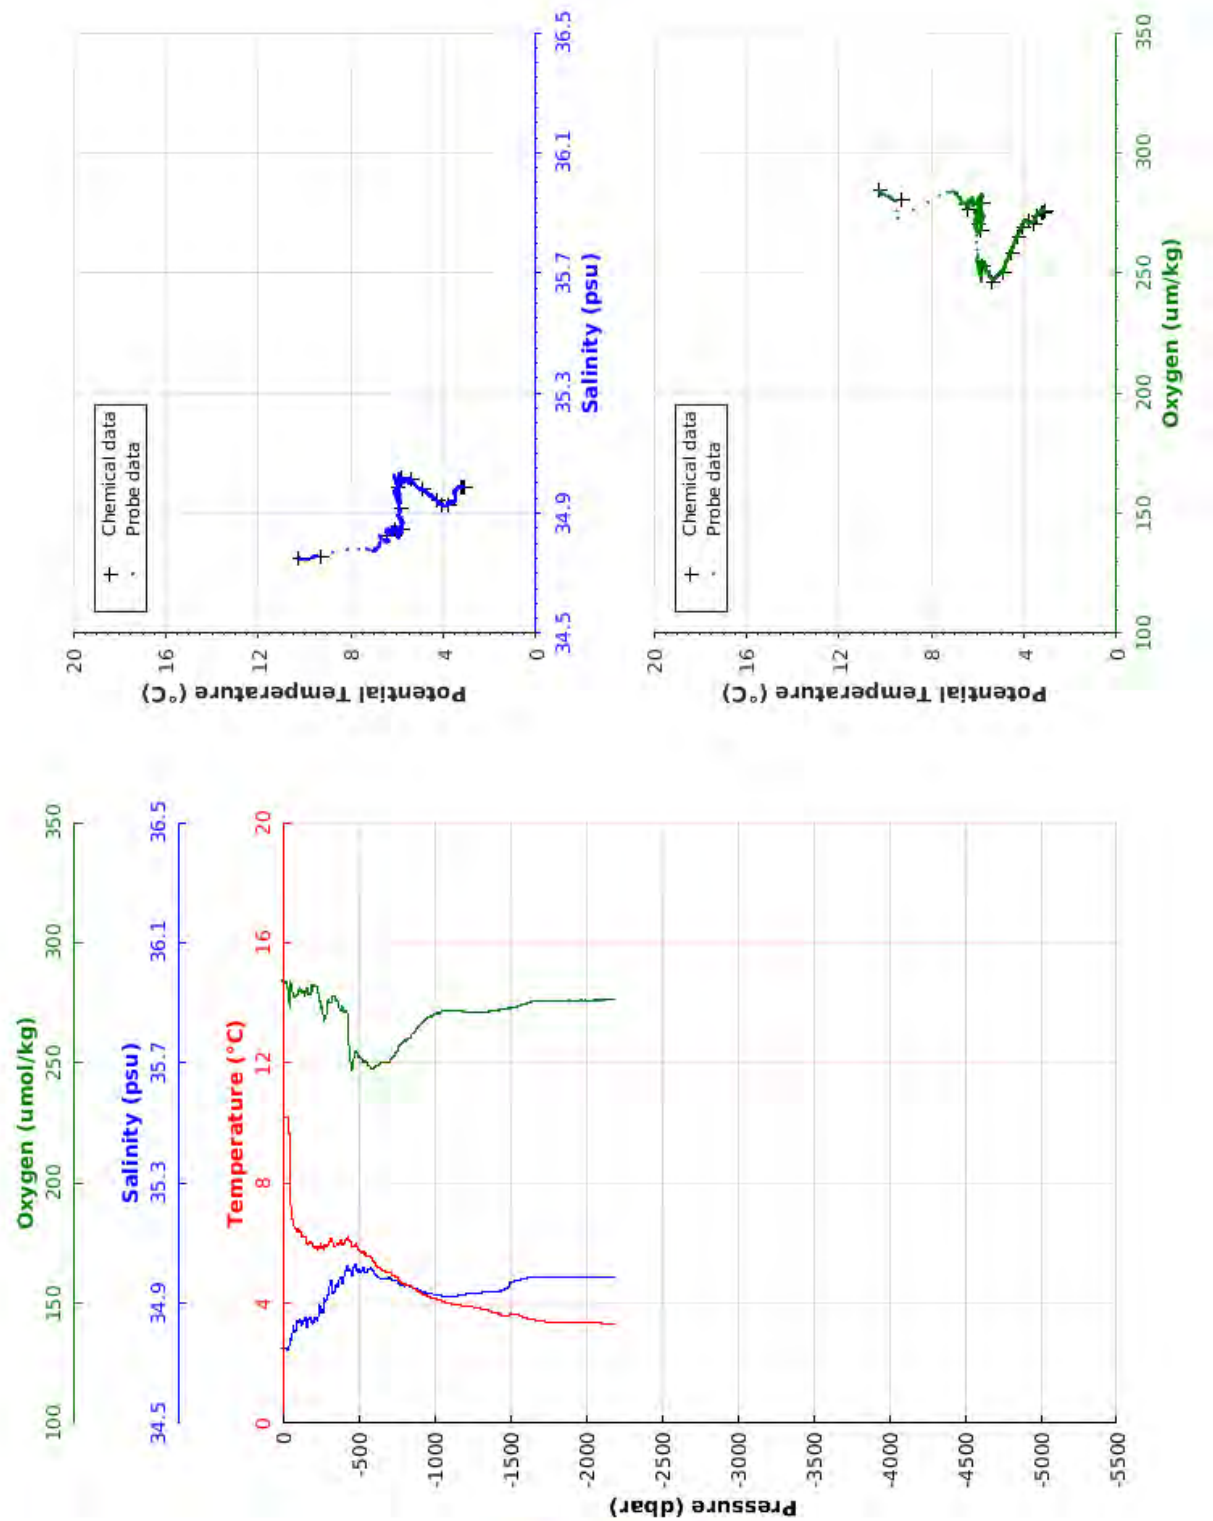 Oxygen (umol/kg)
100 150 200 250 300 350
Salinity (psu)
34.5 34.9 35.3 35.7 36.1 36.5
Temperature (°C)
0 4 8 12 16 20
Pressure (dbar)
0
-500
-1000
-1500
-2000
-2500
-3000
-3500
-4000
-4500
-5000
-5500
Potential Temperature (°C)
20
16
12
8
4
0
+ Chemical data
. Probe data
34.5 34.9 35.3 35.7 36.1 36.5
Salinity (psu)
Potential Temperature (°C)
20
16
12
8
4
0
+ Chemical data
. Probe data
100 150 200 250 300 350
Oxygen (um/kg)